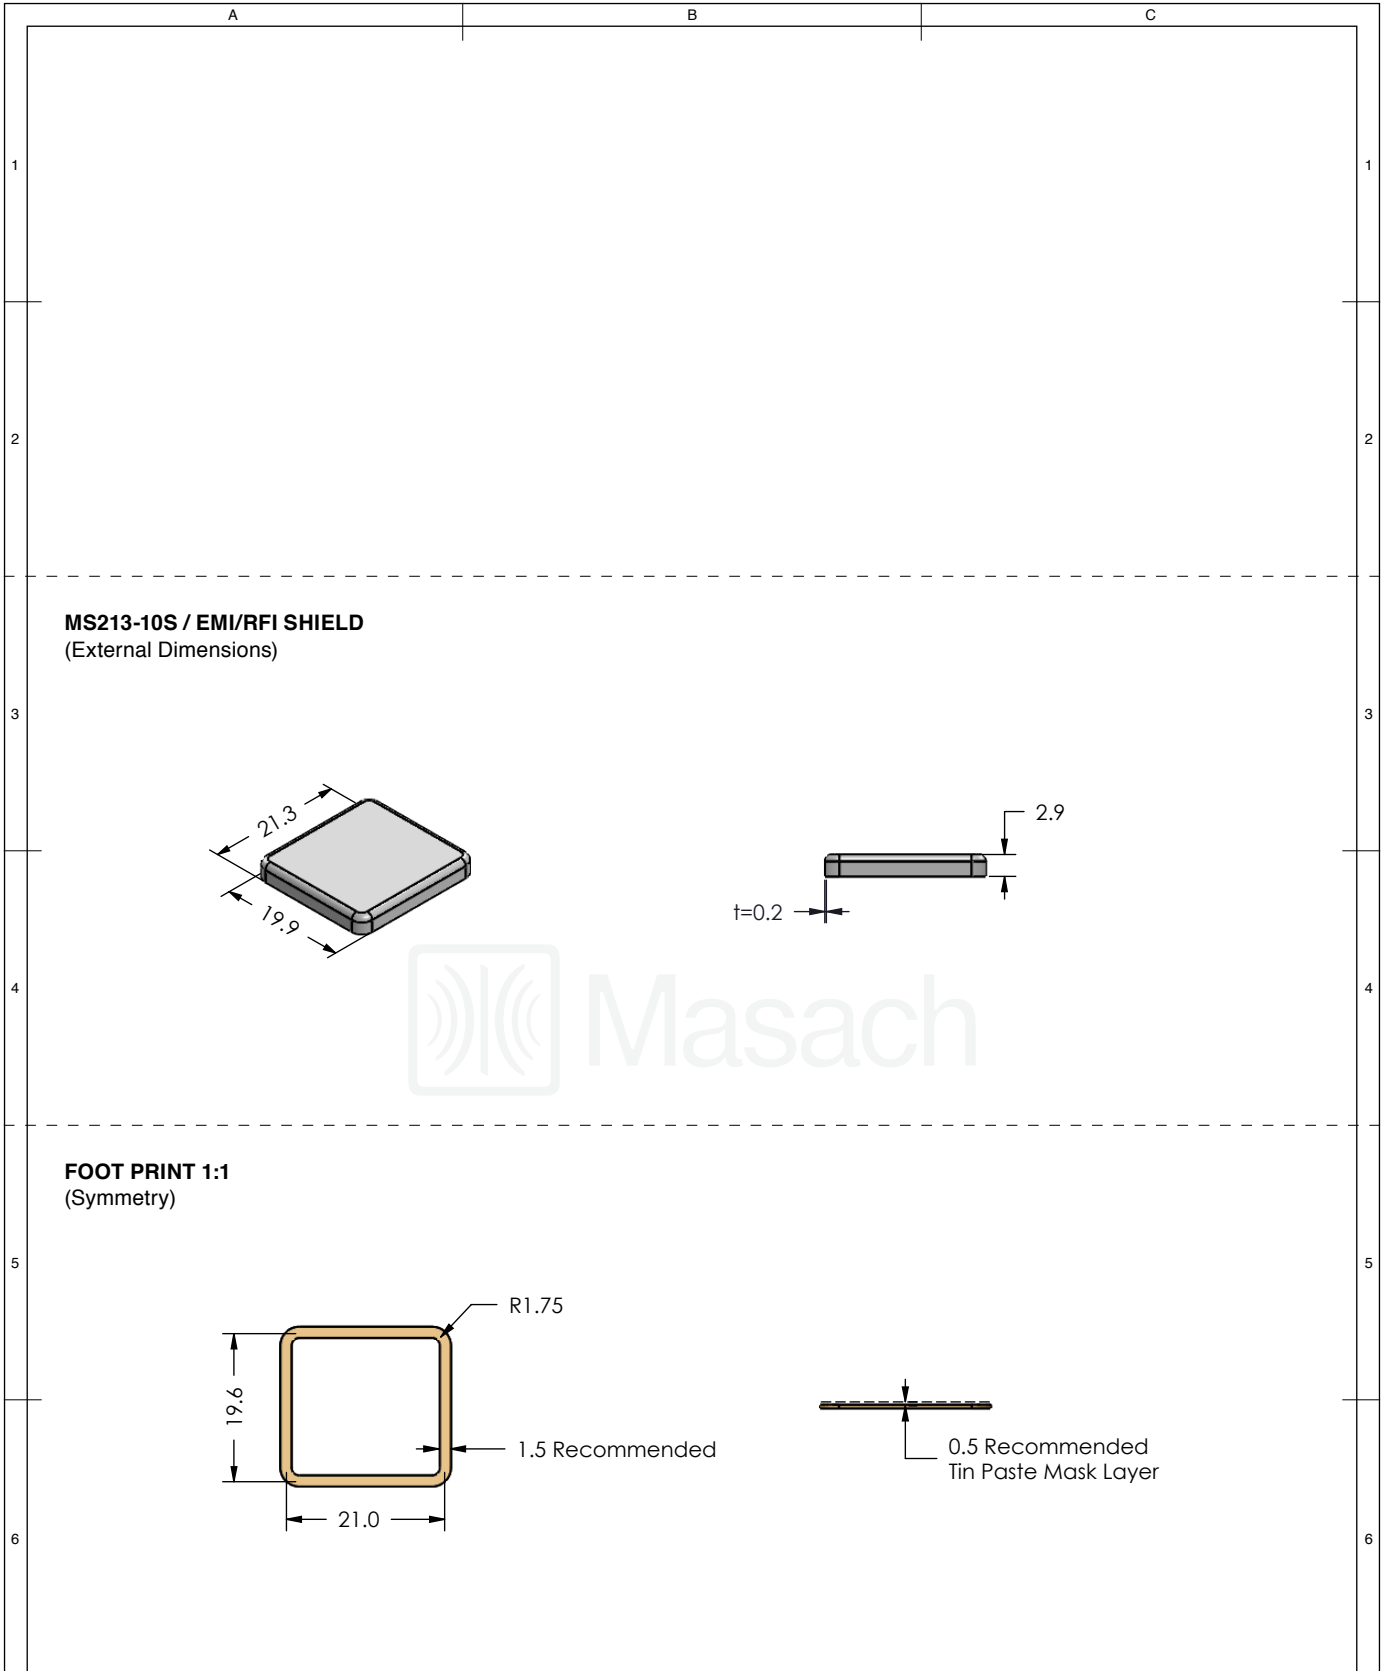 A B C
1 1
2 2
MS213-10S / EMI/RFI SHIELD
(External Dimensions)
3 3
21.3
19.9
2.9
t=0.2
Masach
4 4
FOOT PRINT 1:1
(Symmetry)
5 5
R1.75
19.6
1.5 Recommended
21.0
0.5 Recommended
Tin Paste Mask Layer
6 6